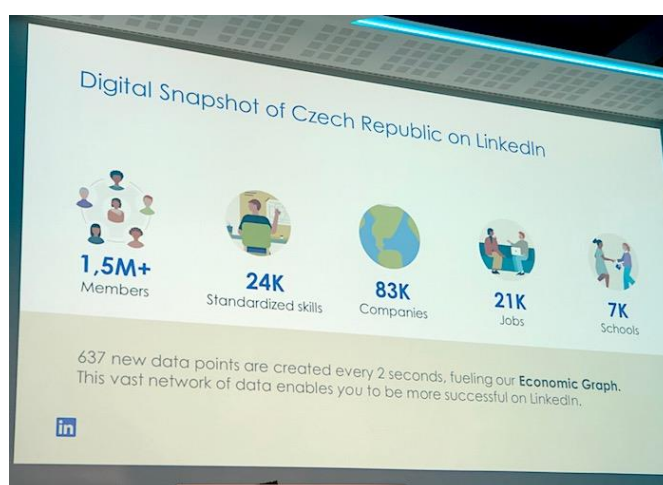 Digital Snapshot of Czech Republic on LinkedIn
1,5M+
Members
24K
Standardized skills
83K
Companies
21K
Jobs
7K
Schools
637 new data points are created every 2 seconds, fueling our Economic Graph.
This vast network of data enables you to be more successful on LinkedIn.
in